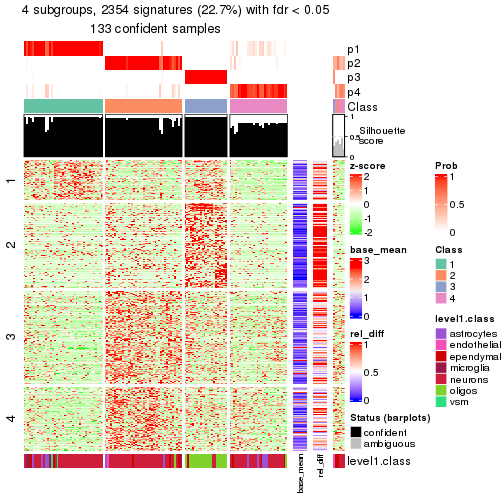 4 subgroups, 2354 signatures (22.7%) with fdr < 0.05
133 confident samples
p1
p2
p3
p4
Class
1
0.5
0
Silhouette
score
1
2
3
4
z-score
2
1
0
-1
-2
Prob
1
0.5
0
base_mean
3
2
1
0
Class
1
2
3
4
rel_diff
1
0.5
0
level1.class
astrocytes
endothelial
ependymal
microglia
neurons
oligos
vsm
Status (barplots)
confident
ambiguous
level1.class
base_mean
rel_diff